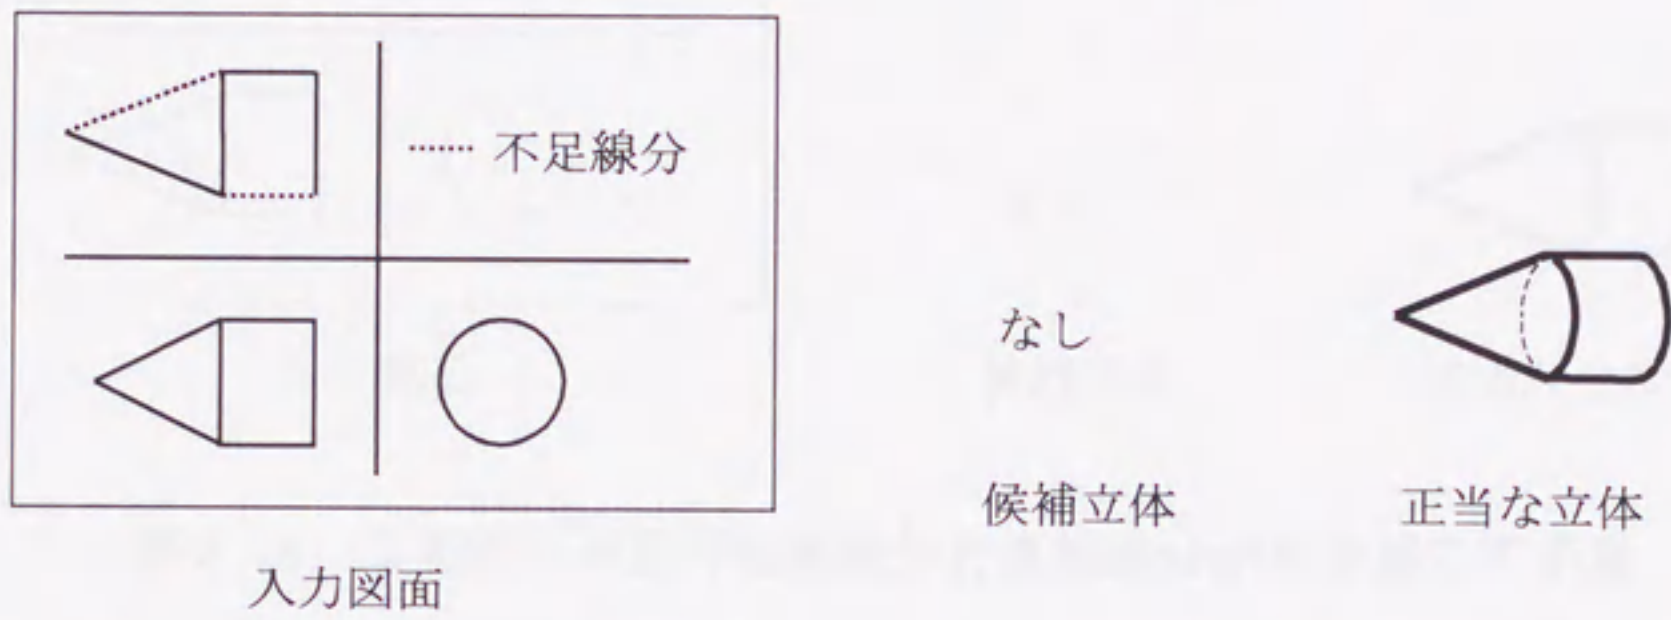 不足線分
なし
候補立体
正当な立体
入力図面